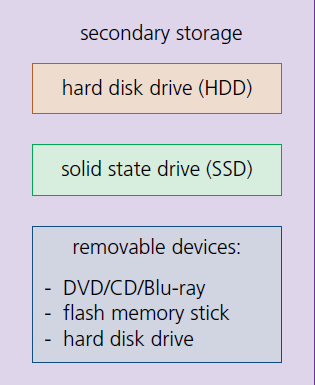 secondary storage
hard disk drive (HDD)
solid state drive (SSD)
removable devices:
- DVD/CD/Blu-ray
- flash memory stick
- hard disk drive